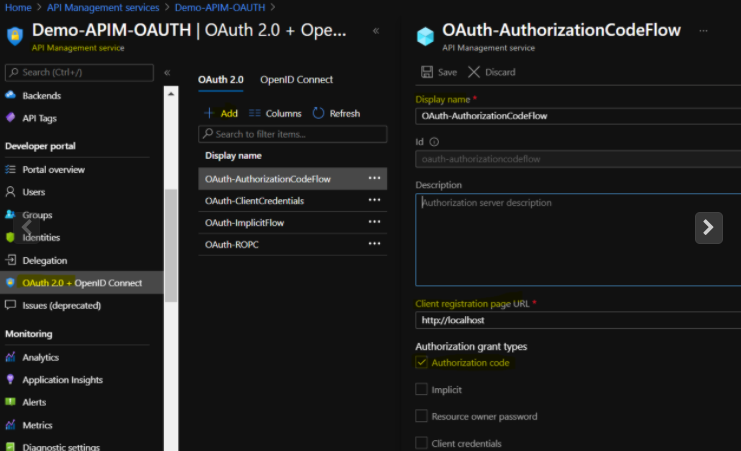 Home > API Management services > Demo-APIM-OAUTH >
Demo-APIM-OAUTH | OAuth 2.0 + Ope... «
API Management service
Search (Ctrl+/) «
Backends
API Tags
Developer portal
Portal overview
Users
Groups
Identities
Delegation
OAuth 2.0 + OpenID Connect
Issues (deprecated)
Monitoring
Analytics
Application Insights
Alerts
Metrics
Diagnostic settings
OAuth 2.0 OpenID Connect
+ Add Columns Refresh
Search to filter items...
Display name
OAuth-AuthorizationCodeFlow ...
OAuth-ClientCredentials ...
OAuth-ImplicitFlow ...
OAuth-ROPC ...
OAuth-AuthorizationCodeFlow ...
API Management service
Save Discard
Display name *
OAuth-AuthorizationCodeFlow
Id
oauth-authorizationcodeflow
Description
Authorization server description
Client registration page URL *
http://localhost
Authorization grant types
Authorization code
Implicit
Resource owner password
Client credentials